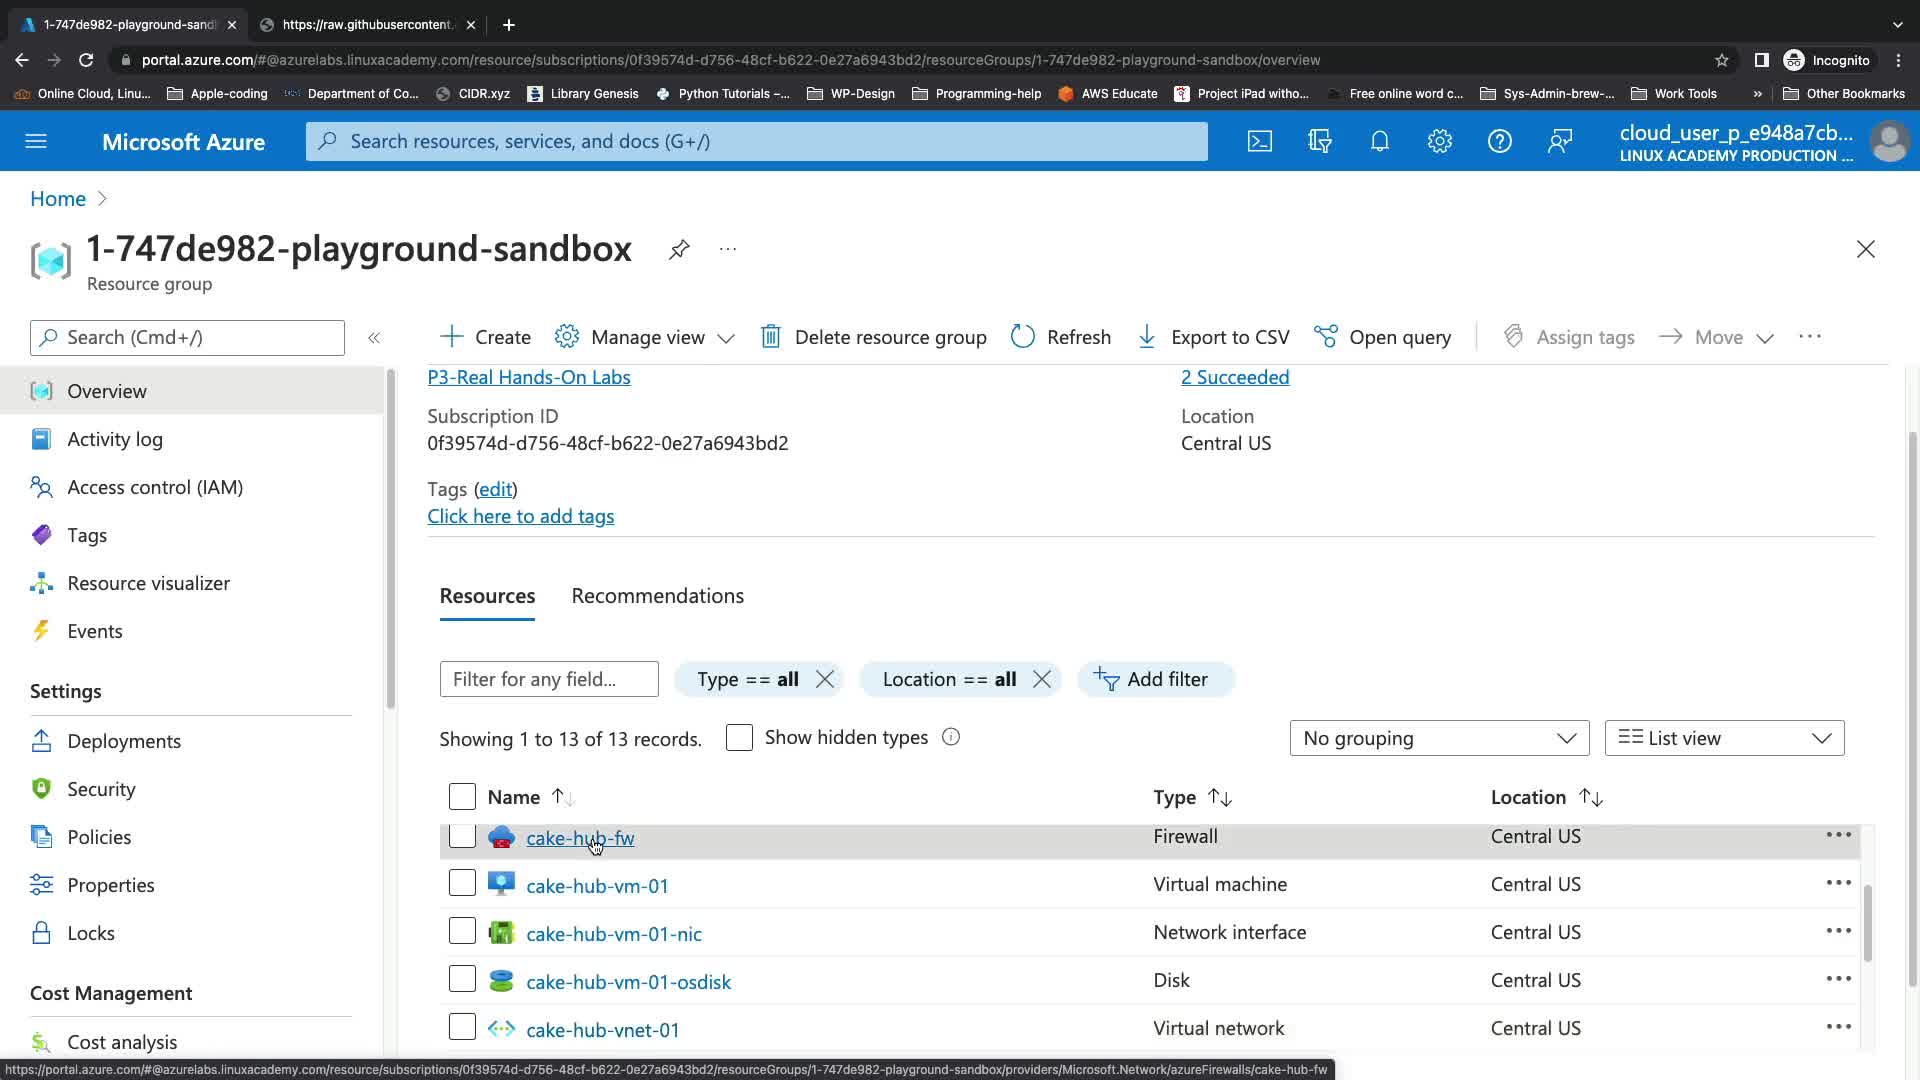 1-747de982-playground-sand
https://raw.githubusercontent.
portal.azure.com/#@azurelabs.linuxacademy.com/resource/subscriptions/0f39574d-d756-48cf-b622-0e27a6943bd2/resourceGroups/1-747de982-playground-sandbox/overview
Incognito
Online Cloud, Linu...
Apple-coding
Department of Co...
CIDR.xyz
Library Genesis
Python Tutorials –...
WP-Design
Programming-help
AWS Educate
Project iPad witho...
Free online word c...
Sys-Admin-brew-...
Work Tools
»
Other Bookmarks
Microsoft Azure
Search resources, services, and docs (G+/)
cloud_user_p_e948a7cb...
LINUX ACADEMY PRODUCTION ...
Home
1-747de982-playground-sandbox
...
Resource group
Search (Cmd+/)
«
Create
Manage view
Delete resource group
Refresh
Export to CSV
Open query
Assign tags
Move
...
Overview
Activity log
Access control (IAM)
Tags
Resource visualizer
Events
Settings
Deployments
Security
Policies
Properties
Locks
Cost Management
Cost analysis
P3-Real Hands-On Labs
2 Succeeded
Subscription ID
Location
0f39574d-d756-48cf-b622-0e27a6943bd2
Central US
Tags (edit)
Click here to add tags
Resources
Recommendations
Filter for any field...
Type == all
Location == all
Add filter
Showing 1 to 13 of 13 records.
Show hidden types
No grouping
List view
Name
Type
Location
cake-hub-fw
Firewall
Central US
...
cake-hub-vm-01
Virtual machine
Central US
...
cake-hub-vm-01-nic
Network interface
Central US
...
cake-hub-vm-01-osdisk
Disk
Central US
...
cake-hub-vnet-01
Virtual network
Central US
...
https://portal.azure.com/#@azurelabs.linuxacademy.com/resource/subscriptions/0f39574d-d756-48cf-b622-0e27a6943bd2/resourceGroups/1-747de982-playground-sandbox/providers/Microsoft.Network/azureFirewalls/cake-hub-fw